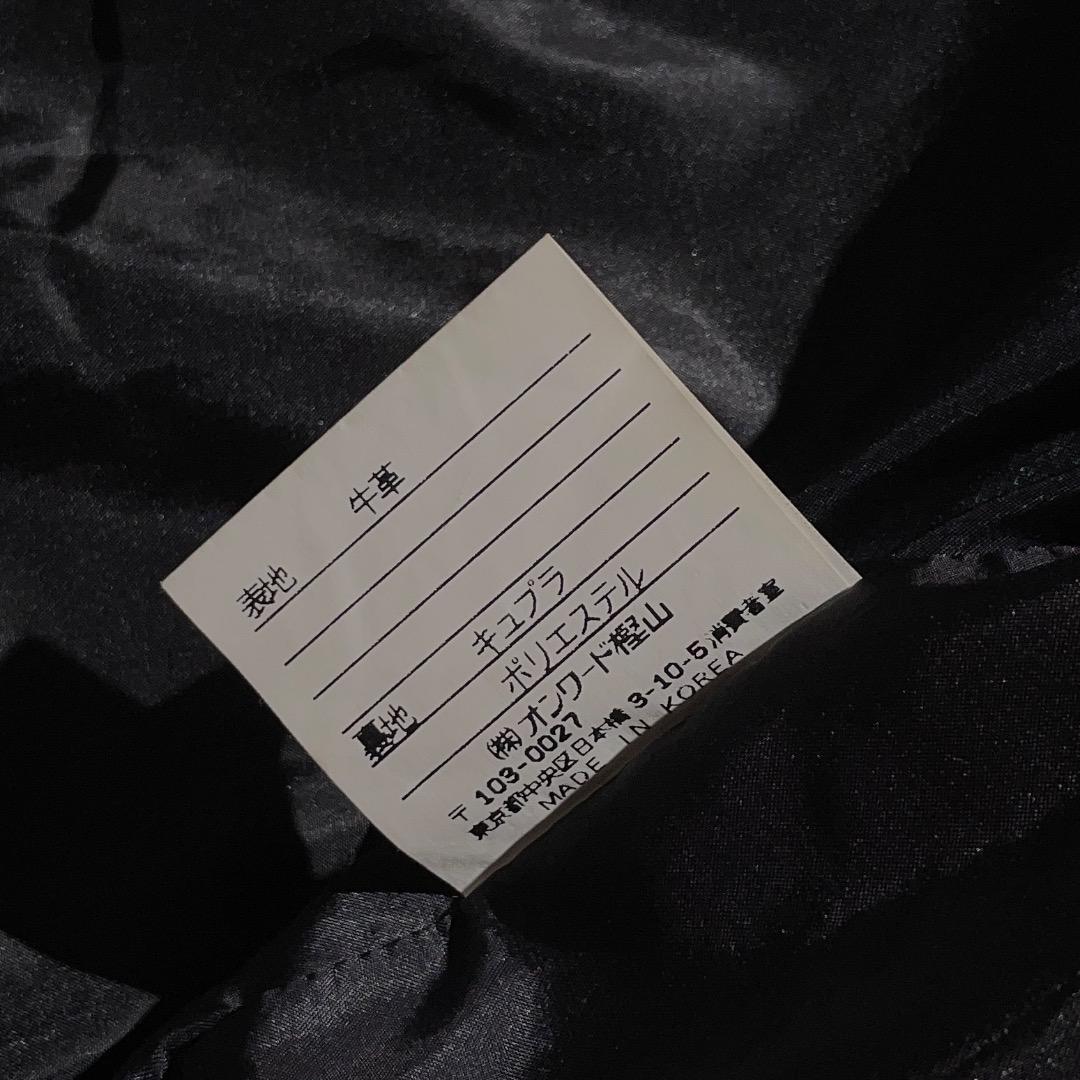 表地 牛革
キュプラ
裏地 ポリエステル
㈱オンワード樫山
〒103-0027
東京都中央区日本橋 3-10-5 消費者室
MADE IN KOREA